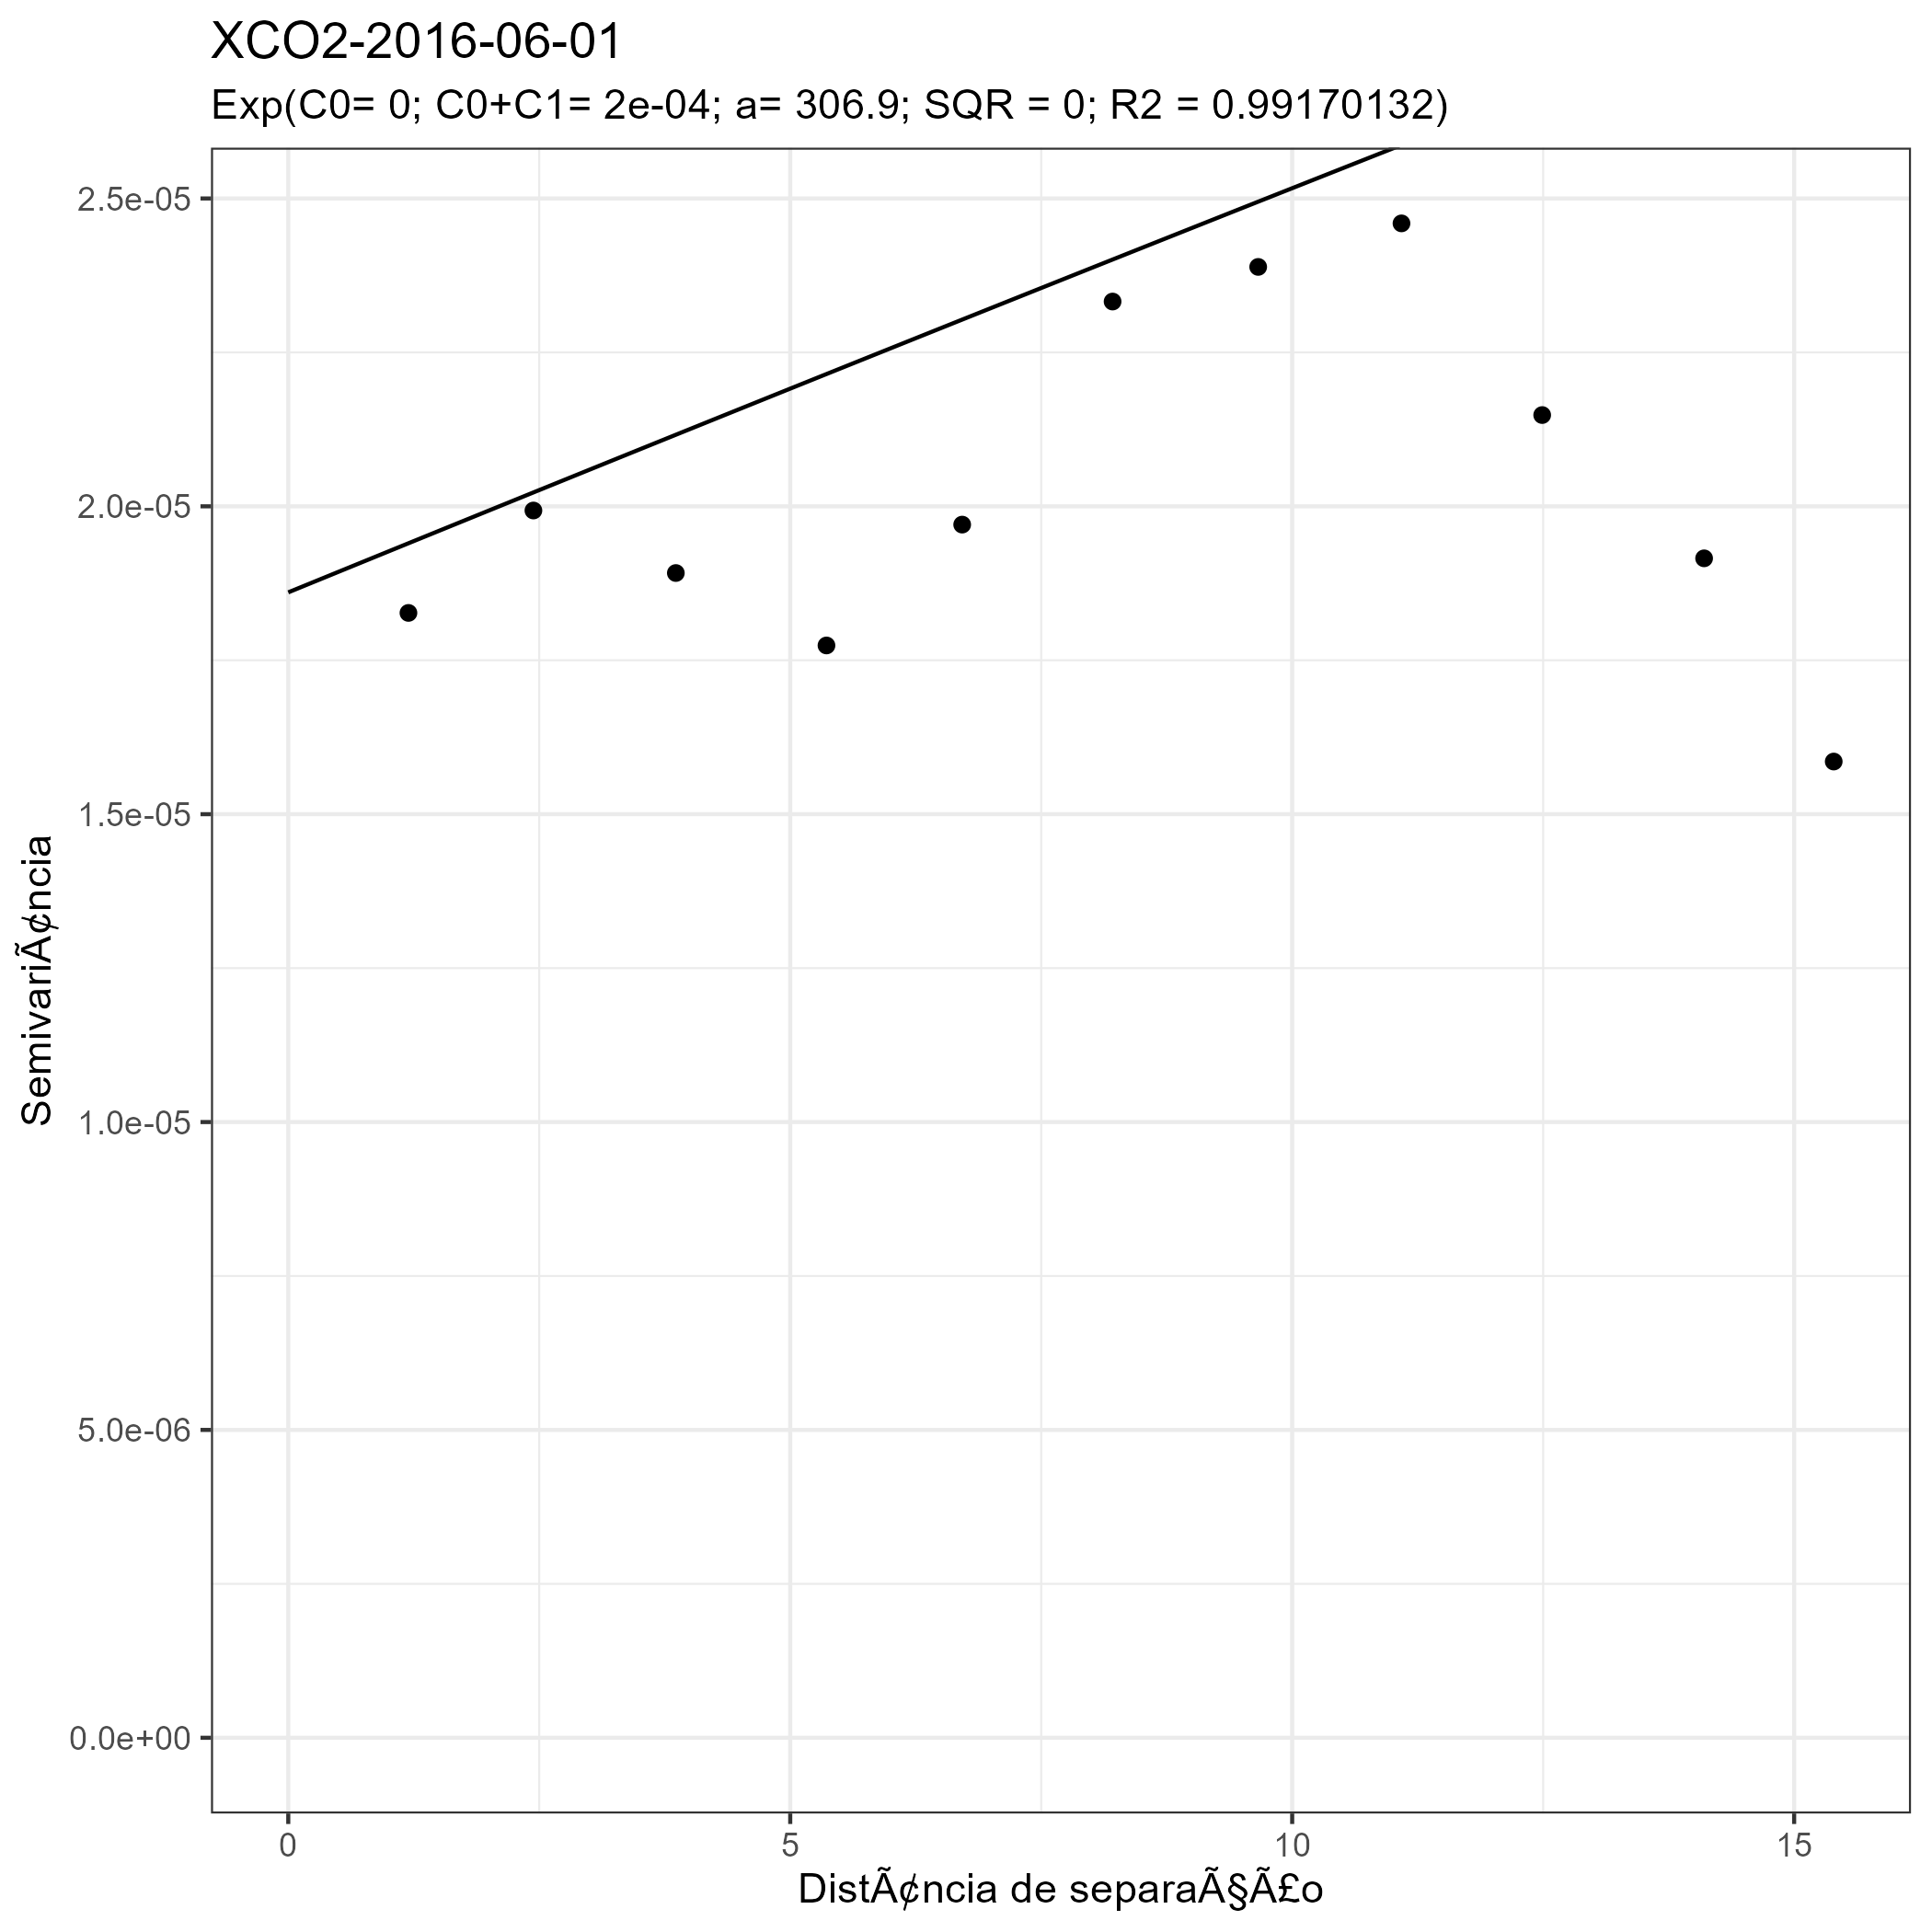 XCO2-2016-06-01
Exp(C0= 0; C0+C1= 2e-04; a= 306.9; SQR = 0; R2 = 0.99170132)
2.5e-05
2.0e-05
1.5e-05
1.0e-05
5.0e-06
0.0e+00
SemivariÃ¢ncia
0
5
10
15
DistÃ¢ncia de separaÃ§Ã£o